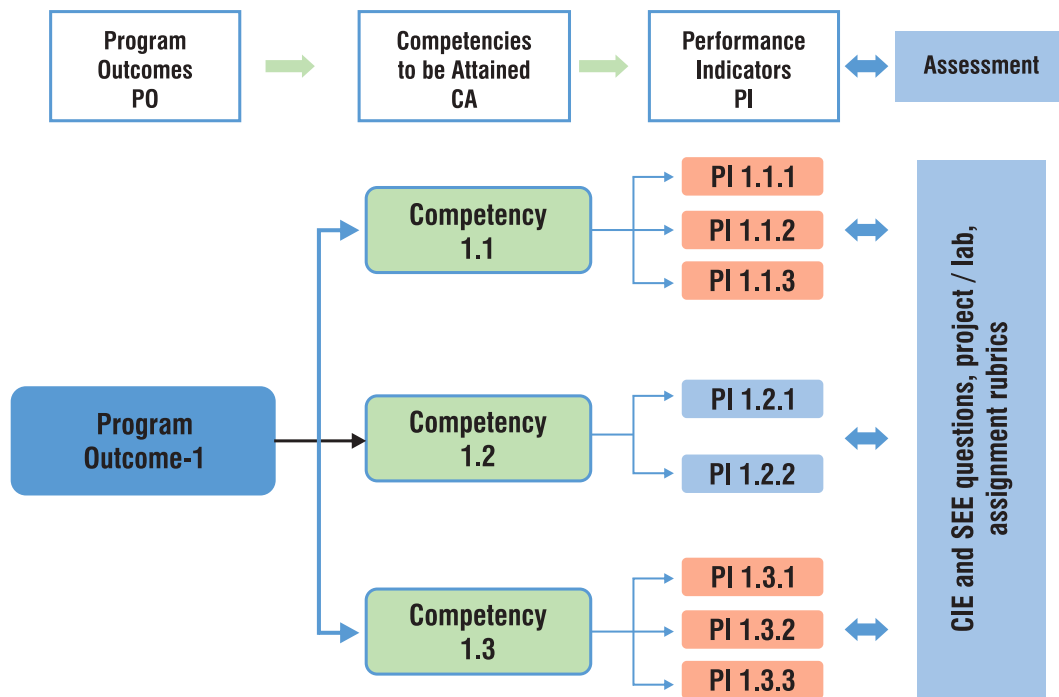 Program
Outcomes
PO
Competencies
to be Attained
CA
Performance
Indicators
PI
Assessment
Program
Outcome-1
Competency
1.1
PI 1.1.1
PI 1.1.2
PI 1.1.3
Competency
1.2
PI 1.2.1
PI 1.2.2
Competency
1.3
PI 1.3.1
PI 1.3.2
PI 1.3.3
CIE and SEE questions, project / lab,
assignment rubrics